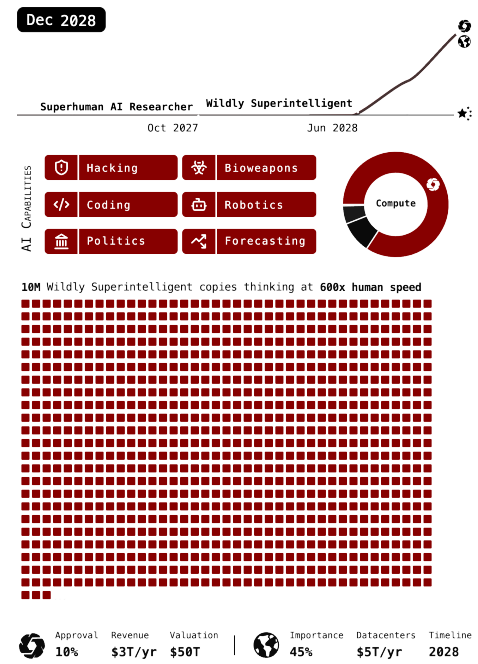 Dec 2028
Superhuman AI Researcher Wildly Superintelligent
Oct 2027 Jun 2028
AI Capabilities
Hacking Bioweapons
Coding Robotics
Politics Forecasting
Compute
10M Wildly Superintelligent copies thinking at 600x human speed
Approval Revenue Valuation Importance Datacenters Timeline
10% $3T/yr $50T 45% $5T/yr 2028